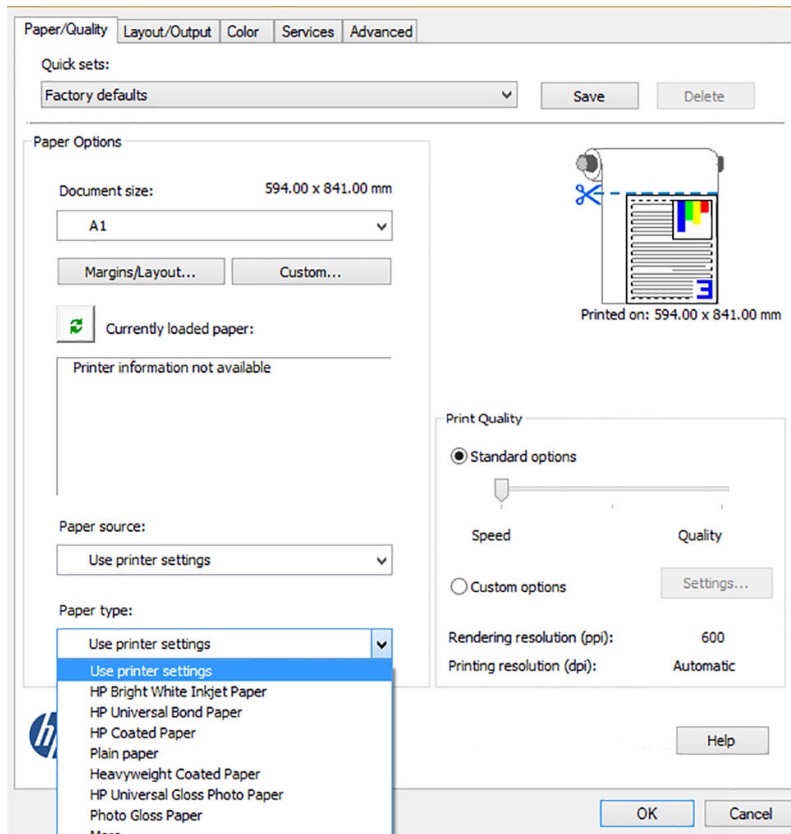 Paper/Quality Layout/Output Color Services Advanced
Quick sets:
Factory defaults Save Delete
Paper Options
Document size: 594.00 x 841.00 mm
A1
Margins/Layout... Custom...
Currently loaded paper:
Printer information not available
Printed on: 594.00 x 841.00 mm
Print Quality
Standard options
Speed Quality
Custom options Settings...
Rendering resolution (ppi): 600
Printing resolution (dpi): Automatic
Paper source:
Use printer settings
Paper type:
Use printer settings
Use printer settings
HP Bright White Inkjet Paper
HP Universal Bond Paper
HP Coated Paper
Plain paper
Heavyweight Coated Paper
HP Universal Gloss Photo Paper
Photo Gloss Paper
More
hp
Help
OK Cancel